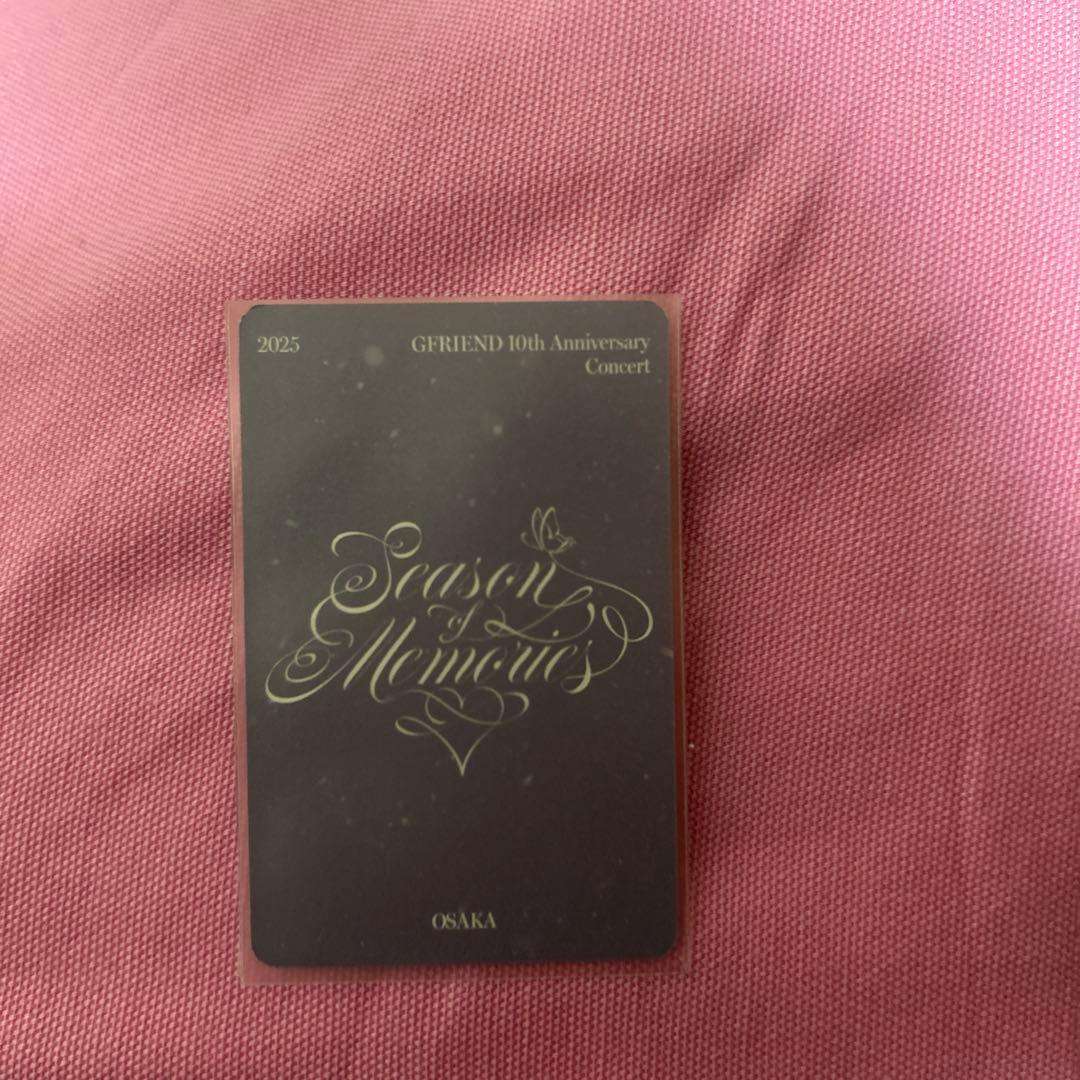 2025
GFRIEND 10th Anniversary
Concert
Season
of
Memories
OSAKA